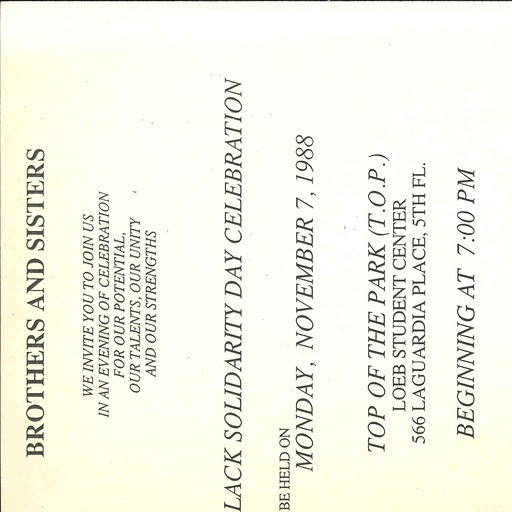 BROTHERS AND SISTERS
WE INVITE YOU TO JOIN US
IN AN EVENING OF CELEBRATION
FOR OUR POTENTIAL,
OUR TALENTS, OUR UNITY
AND OUR STRENGTHS
LACK SOLIDARITY DAY CELEBRATION
BE HELD ON
MONDAY, NOVEMBER 7, 1988
TOP OF THE PARK (T.O.P.)
LOEB STUDENT CENTER
566 LAGUARDIA PLACE, 5TH FL.
BEGINNING AT 7:00 PM